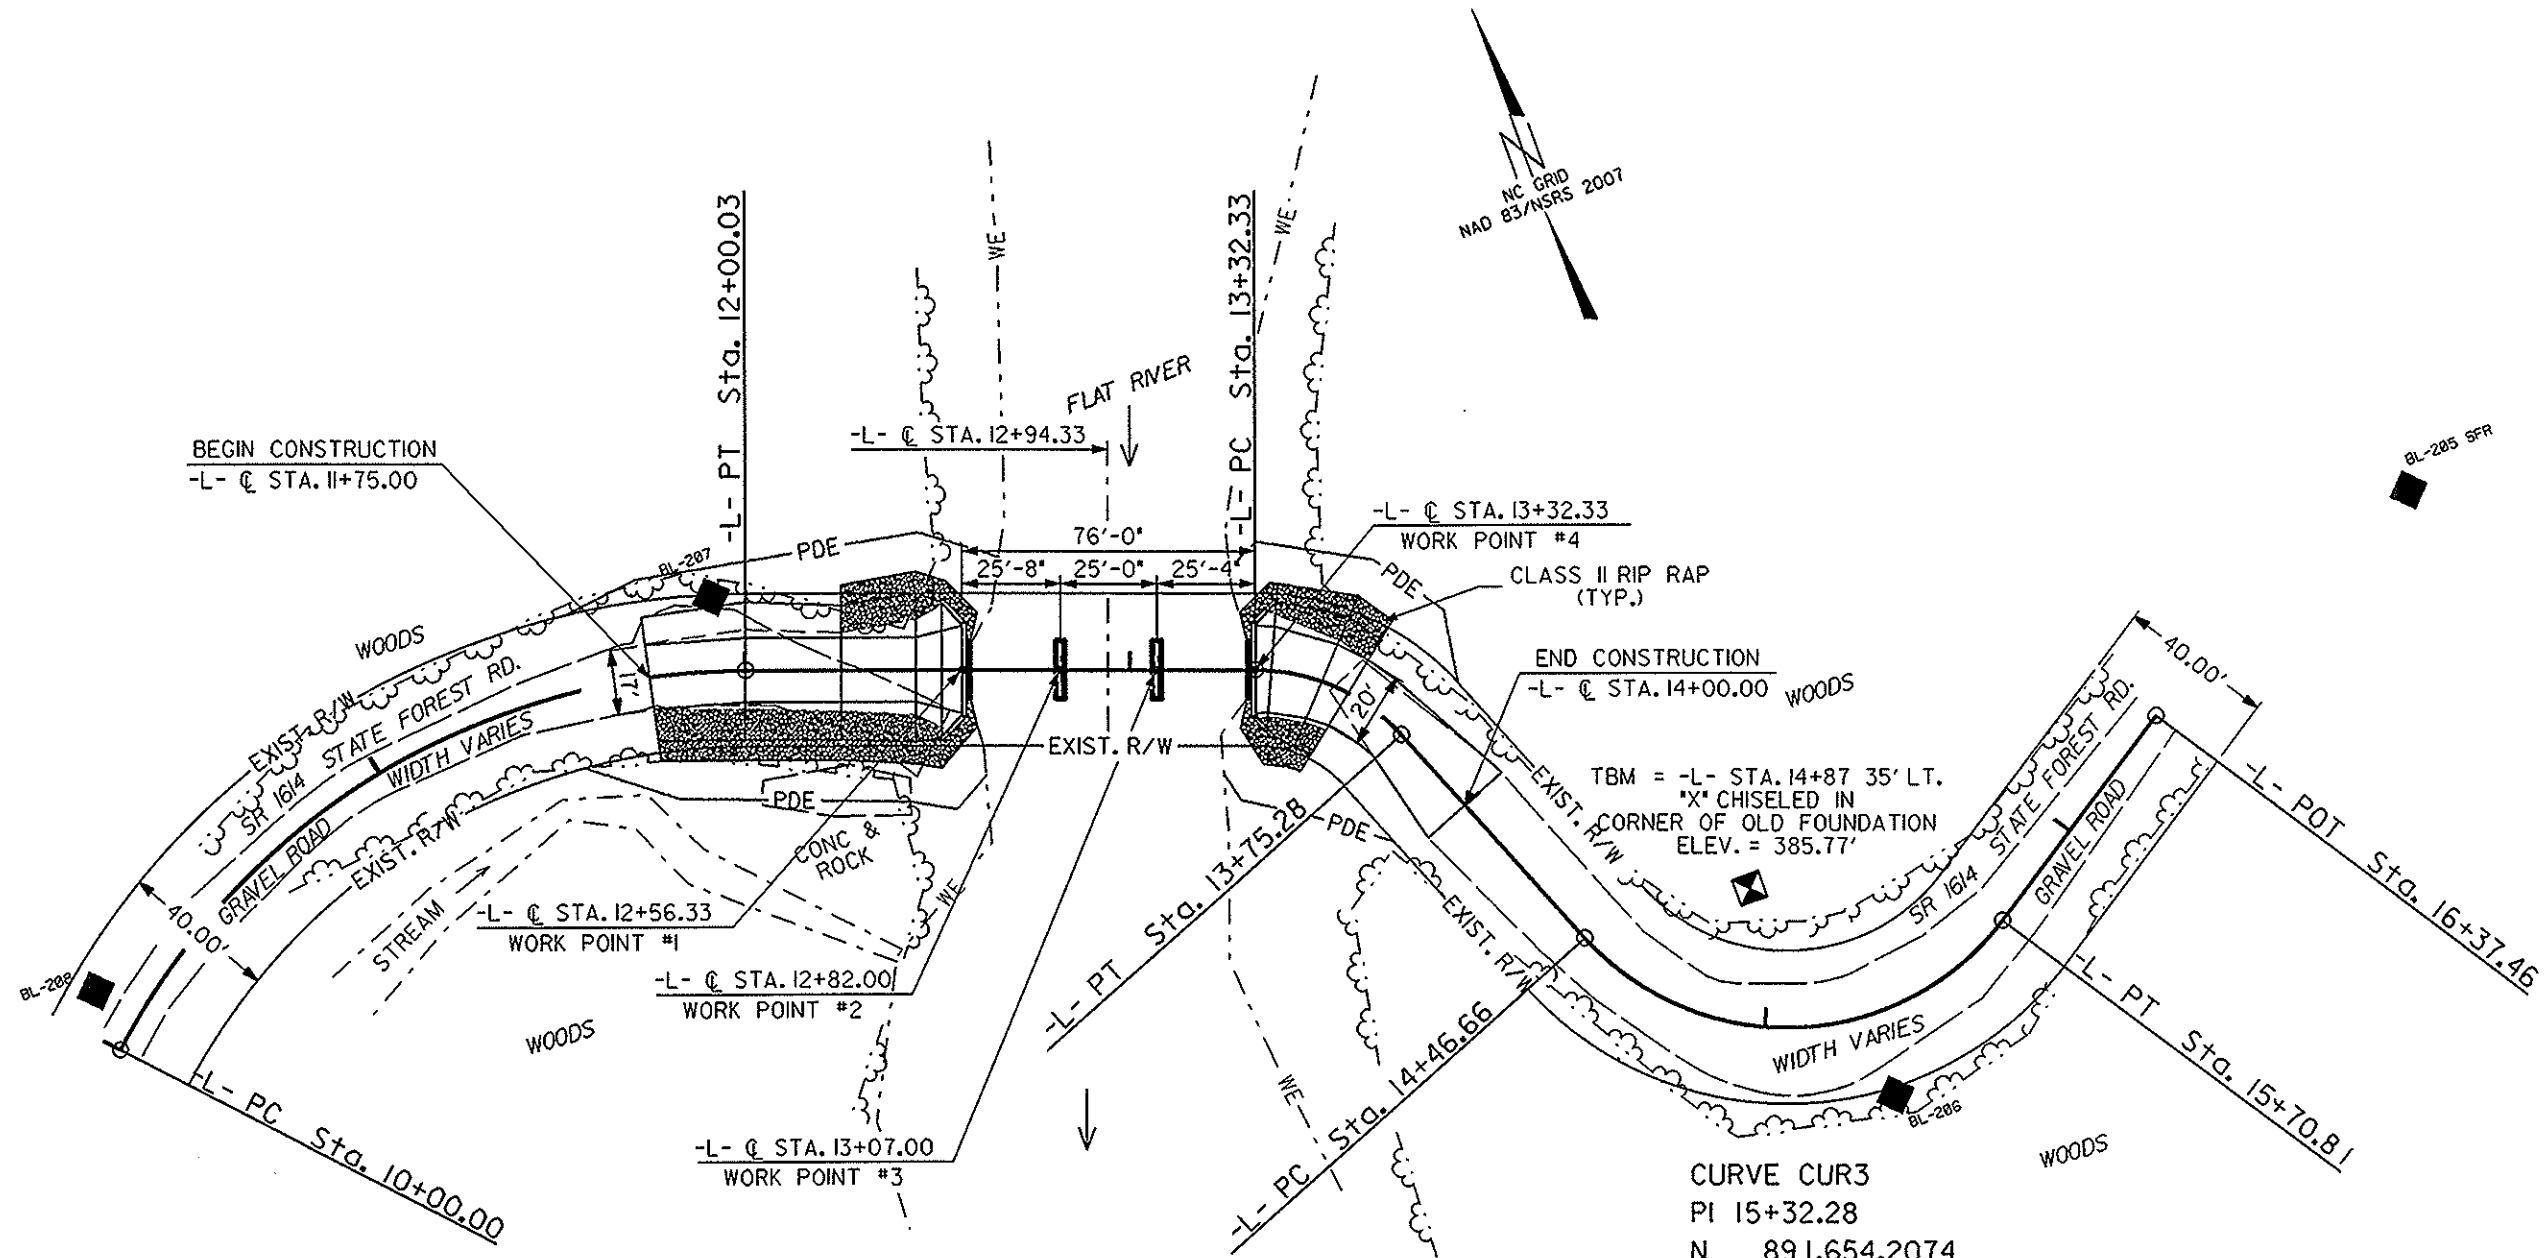 NC GRID
NAD 83/NSRS 2007
-L- PT Sta. 12+00.03
-L- PC Sta. 13+32.33
WE
WE
FLAT RIVER
-L- ℄ STA. 12+94.33
BEGIN CONSTRUCTION
-L- ℄ STA. 11+75.00
BL-205 SFR
-L- ℄ STA. 13+32.33
WORK POINT #4
76'-0"
25'-8" 25'-0" 25'-4"
PDE
BL-207
PDE
CLASS II RIP RAP
(TYP.)
WOODS
END CONSTRUCTION
-L- ℄ STA. 14+00.00
WOODS
40.00'
17'
20'
EXIST. R/W
SR 1614 STATE FOREST RD.
WIDTH VARIES
GRAVEL ROAD
EXIST. R/W
EXIST. R/W
PDE
PDE
CONC &
ROCK
STREAM
40.00'
TBM = -L- STA. 14+87 35' LT.
"X" CHISELED IN
CORNER OF OLD FOUNDATION
ELEV. = 385.77'
EXIST. R/W
EXIST. R/W
SR 1614 STATE FOREST RD.
GRAVEL ROAD
WIDTH VARIES
-L- POT Sta. 16+37.46
-L- PT Sta. 15+70.81
-L- PT Sta. 13+75.28
-L- PC Sta. 14+46.66
-L- ℄ STA. 12+56.33
WORK POINT #1
WE
-L- ℄ STA. 12+82.00
WORK POINT #2
BL-208
WOODS
WE
BL-206
-L- PC Sta. 10+00.00
-L- ℄ STA. 13+07.00
WORK POINT #3
WOODS
CURVE CUR3
PI 15+32.28
N 891,654.2074